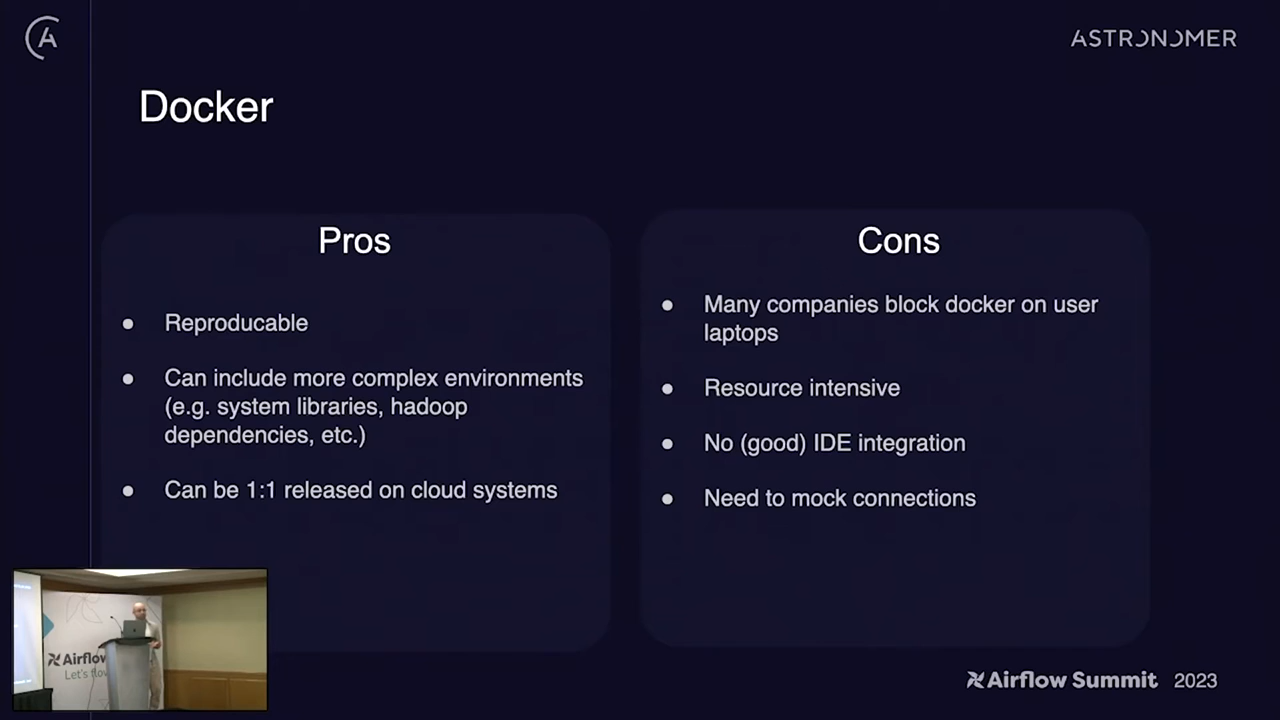 ASTRONOMER
Docker
Pros
Reproducable
Can include more complex environments
(e.g. system libraries, hadoop
dependencies, etc.)
Can be 1:1 released on cloud systems
Cons
Many companies block docker on user
laptops
Resource intensive
No (good) IDE integration
Need to mock connections
Airflow
Let's flow
Airflow Summit 2023